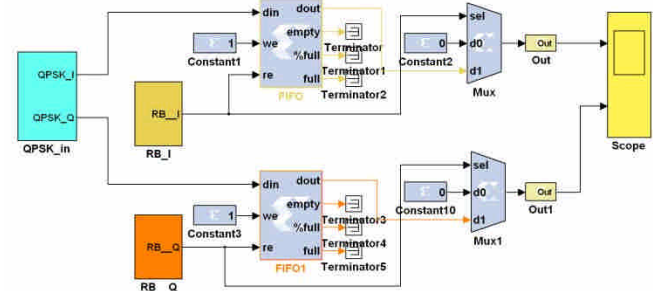 din
dout
empty
we
%full
re
full
FIFO
1
Constant1
Terminator
Terminator1
Terminator2
sel
d0
d1
0
Constant2
Mux
Out
Out
Scope
QPSK_I
QPSK_Q
QPSK_in
RB__I
RB_I
din
dout
empty
we
%full
re
full
FIFO1
1
Constant3
Terminator3
Terminator4
Terminator5
sel
d0
d1
0
Constant10
Mux1
Out
Out1
RB__Q
RB__Q